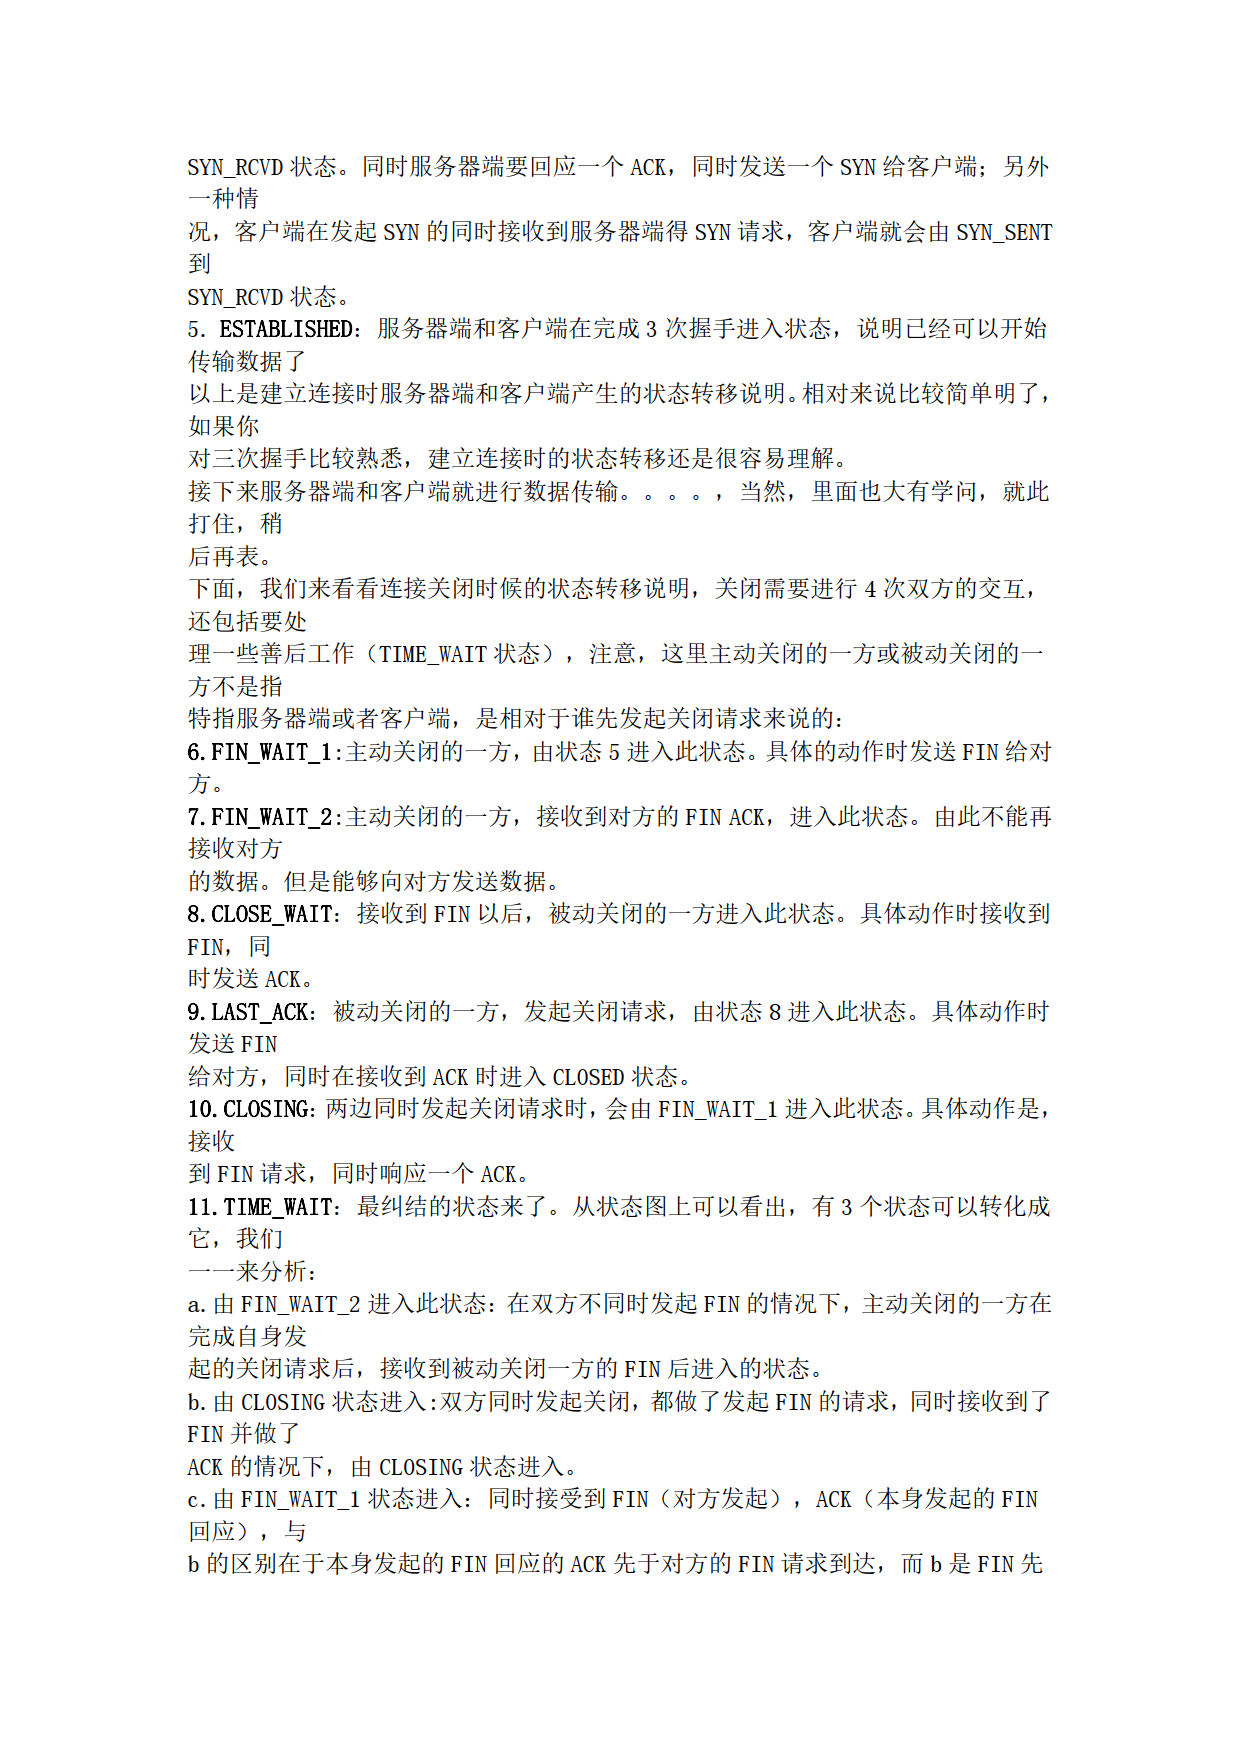 SYN_RCVD 状态。同时服务器端要回应一个 ACK，同时发送一个 SYN 给客户端；另外
一种情
况，客户端在发起 SYN 的同时接收到服务器端得 SYN 请求，客户端就会由 SYN_SENT
到
SYN_RCVD 状态。
5. ESTABLISHED：服务器端和客户端在完成 3 次握手进入状态，说明已经可以开始
传输数据了
以上是建立连接时服务器端和客户端产生的状态转移说明。相对来说比较简单明了，
如果你
对三次握手比较熟悉，建立连接时的状态转移还是很容易理解。
接下来服务器端和客户端就进行数据传输。。。。，当然，里面也大有学问，就此
打住，稍
后再表。
下面，我们来看看连接关闭时候的状态转移说明，关闭需要进行 4 次双方的交互，
还包括要处
理一些善后工作（TIME_WAIT 状态），注意，这里主动关闭的一方或被动关闭的一
方不是指
特指服务器端或者客户端，是相对于谁先发起关闭请求来说的：
6.FIN_WAIT_1:主动关闭的一方，由状态 5 进入此状态。具体的动作时发送 FIN 给对
方。
7.FIN_WAIT_2:主动关闭的一方，接收到对方的 FIN ACK，进入此状态。由此不能再
接收对方
的数据。但是能够向对方发送数据。
8.CLOSE_WAIT：接收到 FIN 以后，被动关闭的一方进入此状态。具体动作时接收到
FIN，同
时发送 ACK。
9.LAST_ACK：被动关闭的一方，发起关闭请求，由状态 8 进入此状态。具体动作时
发送 FIN
给对方，同时在接收到 ACK 时进入 CLOSED 状态。
10.CLOSING：两边同时发起关闭请求时，会由 FIN_WAIT_1 进入此状态。具体动作是，
接收
到 FIN 请求，同时响应一个 ACK。
11.TIME_WAIT：最纠结的状态来了。从状态图上可以看出，有 3 个状态可以转化成
它，我们
一一来分析：
a.由 FIN_WAIT_2 进入此状态：在双方不同时发起 FIN 的情况下，主动关闭的一方在
完成自身发
起的关闭请求后，接收到被动关闭一方的 FIN 后进入的状态。
b.由 CLOSING 状态进入:双方同时发起关闭，都做了发起 FIN 的请求，同时接收到了
FIN 并做了
ACK 的情况下，由 CLOSING 状态进入。
c.由 FIN_WAIT_1 状态进入：同时接受到 FIN（对方发起），ACK（本身发起的 FIN
回应），与
b 的区别在于本身发起的 FIN 回应的 ACK 先于对方的 FIN 请求到达，而 b 是 FIN 先